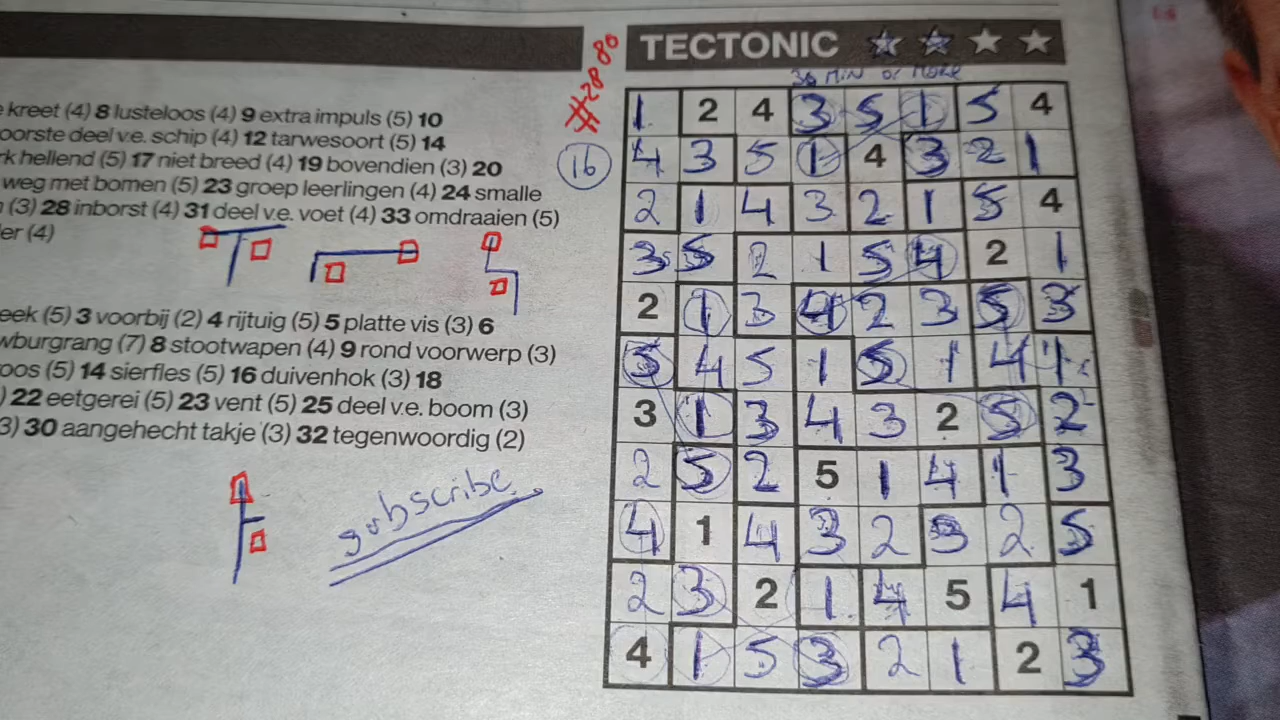 TECTONIC
30 MIN OR MORE
#2880
16
kreet (4) 8 lusteloos (4) 9 extra impuls (5) 10
oorste deel v.e. schip (4) 12 tarwesoort (5) 14
rk hellend (5) 17 niet breed (4) 19 bovendien (3) 20
weg met bomen (5) 23 groep leerlingen (4) 24 smalle
(3) 28 inborst (4) 31 deel v.e. voet (4) 33 omdraaien (5)
ler (4)
eek (5) 3 voorbij (2) 4 rijtuig (5) 5 platte vis (3) 6
wburgrang (7) 8 stootwapen (4) 9 rond voorwerp (3)
oos (5) 14 sierfles (5) 16 duivenhok (3) 18
) 22 eetgerei (5) 23 vent (5) 25 deel v.e. boom (3)
3) 30 aangehecht takje (3) 32 tegenwoordig (2)
subscribe
1 2 4 3 5 1 5 4
4 3 5 1 4 3 2 1
2 1 4 3 2 1 5 4
3 5 2 1 5 4 2 1
2 1 3 4 2 3 5 3
5 4 5 1 5 1 4 1
3 1 3 4 3 2 5 2
2 5 2 5 1 4 1 3
4 1 4 3 2 3 2 5
2 3 2 1 4 5 4 1
4 1 5 3 2 1 2 3